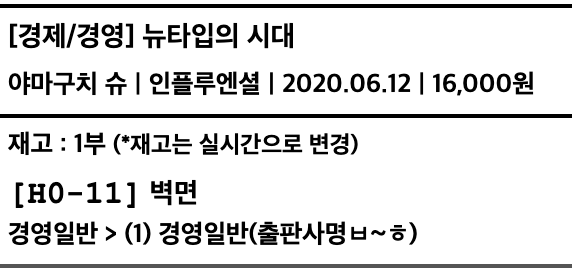 [경제/경영] 뉴타입의 시대
야마구치 슈 | 인플루엔셜 | 2020.06.12 | 16,000원
재고 : 1부 (*재고는 실시간으로 변경)
[H0-11] 벽면
경영일반 > (1) 경영일반(출판사명ㅂ~ㅎ)